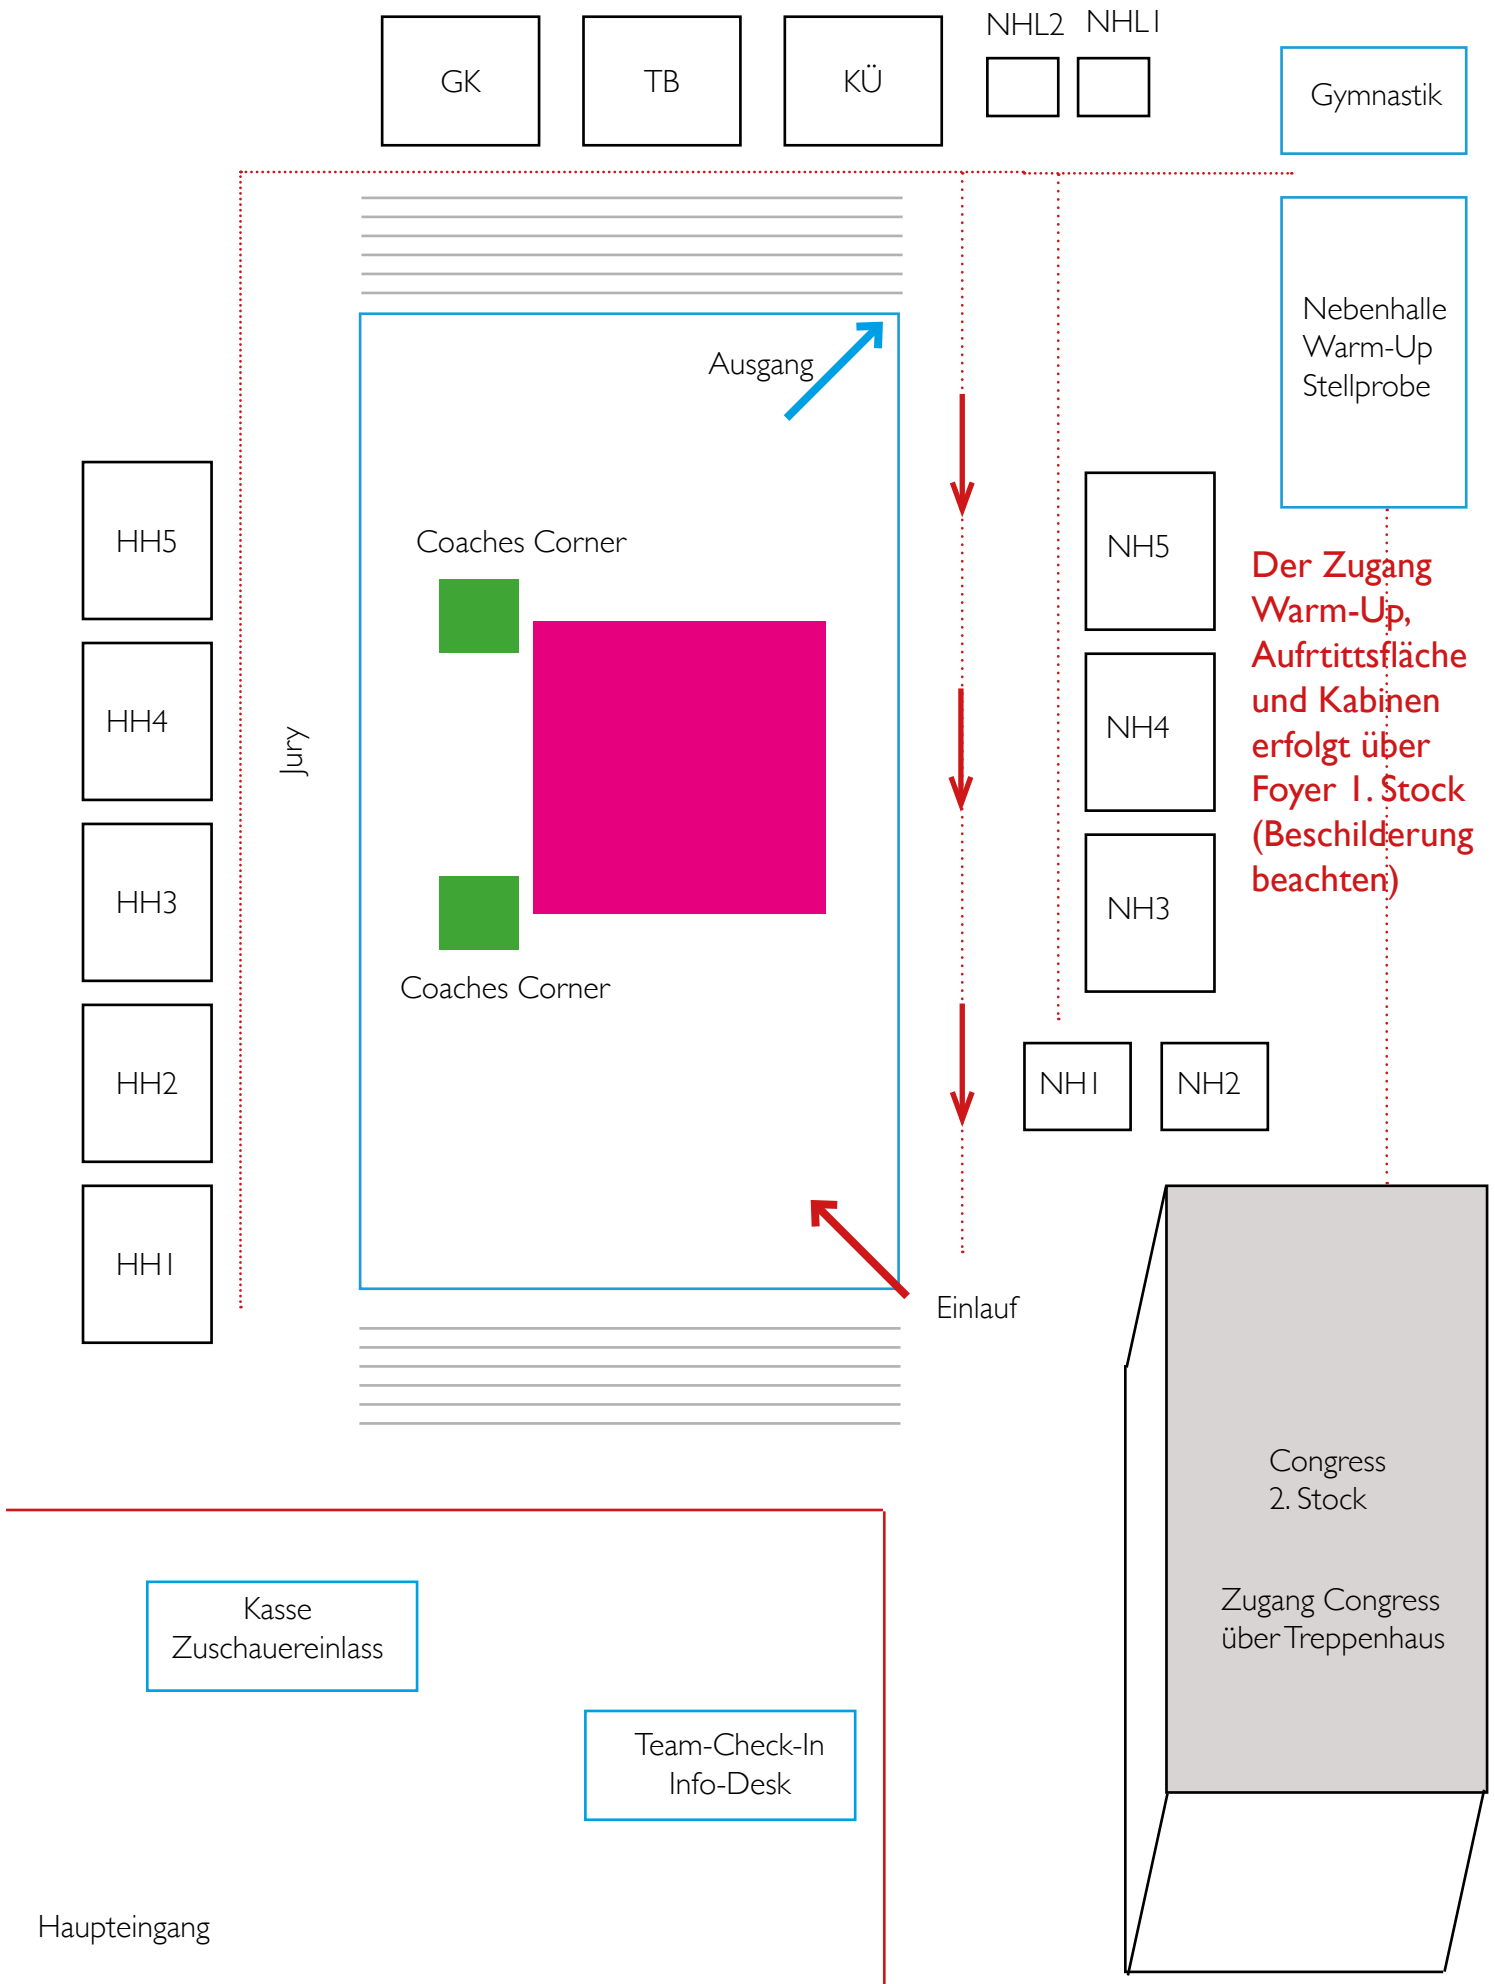 NHL2
NHL1
GK
TB
KÜ
Gymnastik
Nebenhalle
Warm-Up
Stellprobe
Ausgang
HH5
Coaches Corner
NH5
Der Zugang
Warm-Up,
Aufrtittsfläche
und Kabinen
erfolgt über
Foyer 1. Stock
(Beschilderung
beachten)
HH4
Jury
NH4
HH3
NH3
Coaches Corner
HH2
NH1
NH2
HH1
Einlauf
Congress
2. Stock
Zugang Congress
über Treppenhaus
Kasse
Zuschauereinlass
Team-Check-In
Info-Desk
Haupteingang